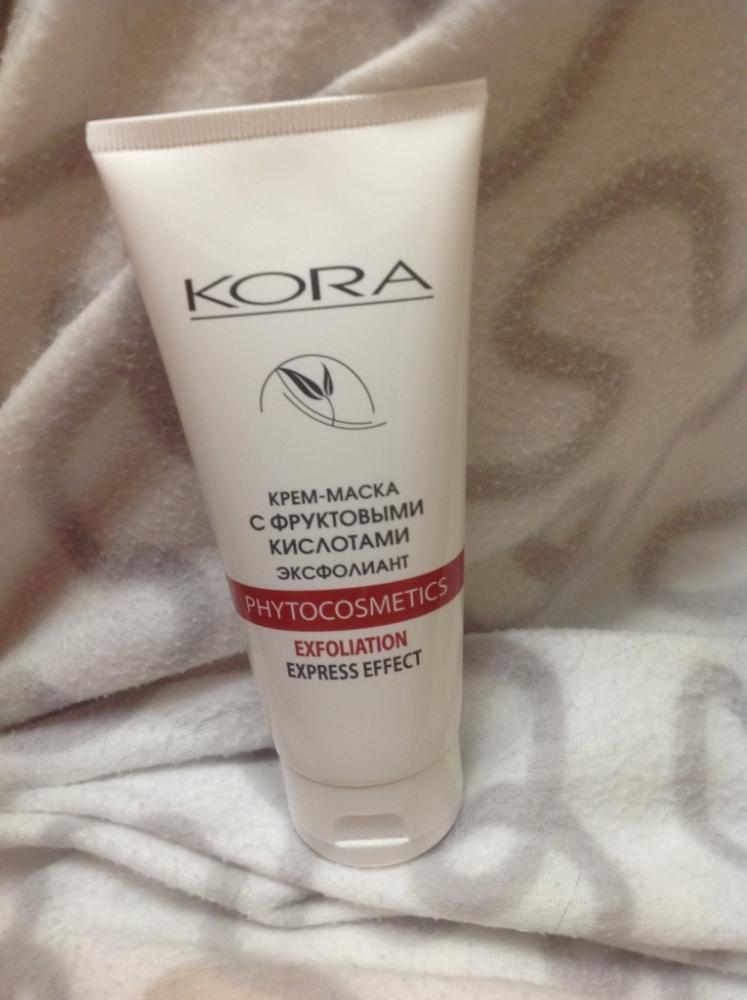 KORA
КРЕМ-МАСКА
С ФРУКТОВЫМИ
КИСЛОТАМИ
ЭКСФОЛИАНТ
PHYTOCOSMETICS
EXFOLIATION
EXPRESS EFFECT